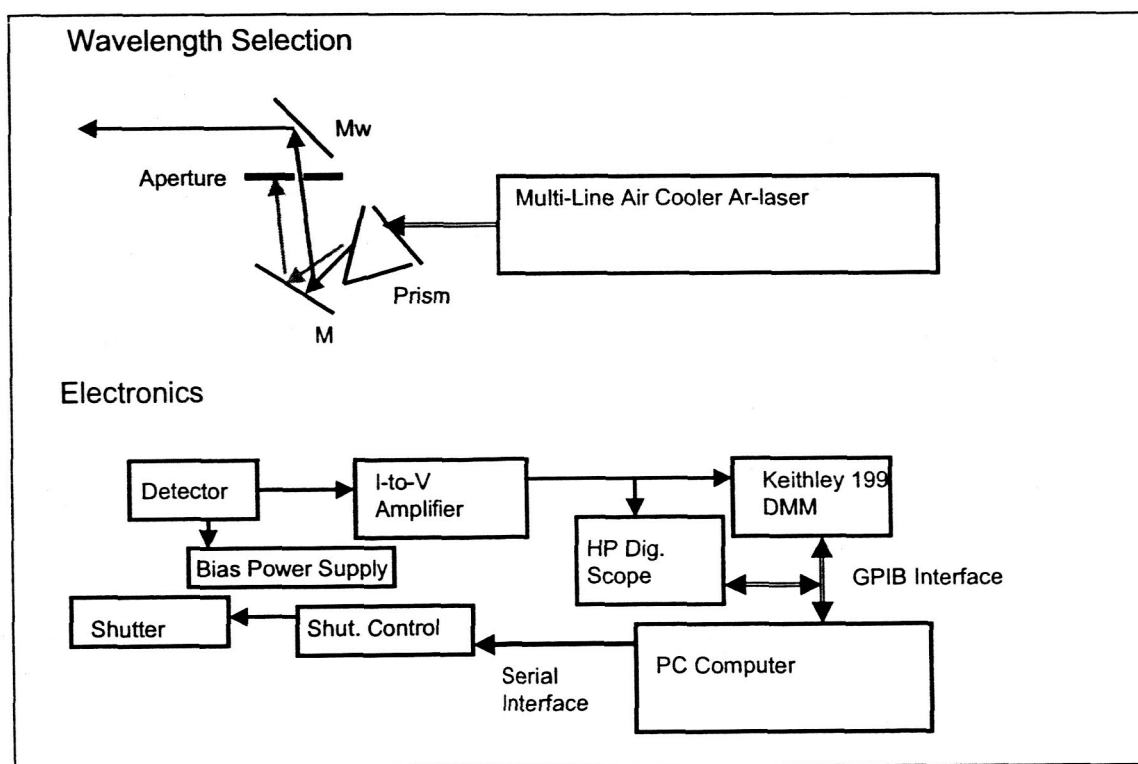 Wavelength Selection
Mw
Aperture
Multi-Line Air Cooler Ar-laser
Prism
M
Electronics
Detector
I-to-V
Amplifier
Keithley 199
DMM
HP Dig.
Scope
Bias Power Supply
GPIB Interface
Shutter
Shut. Control
PC Computer
Serial
Interface